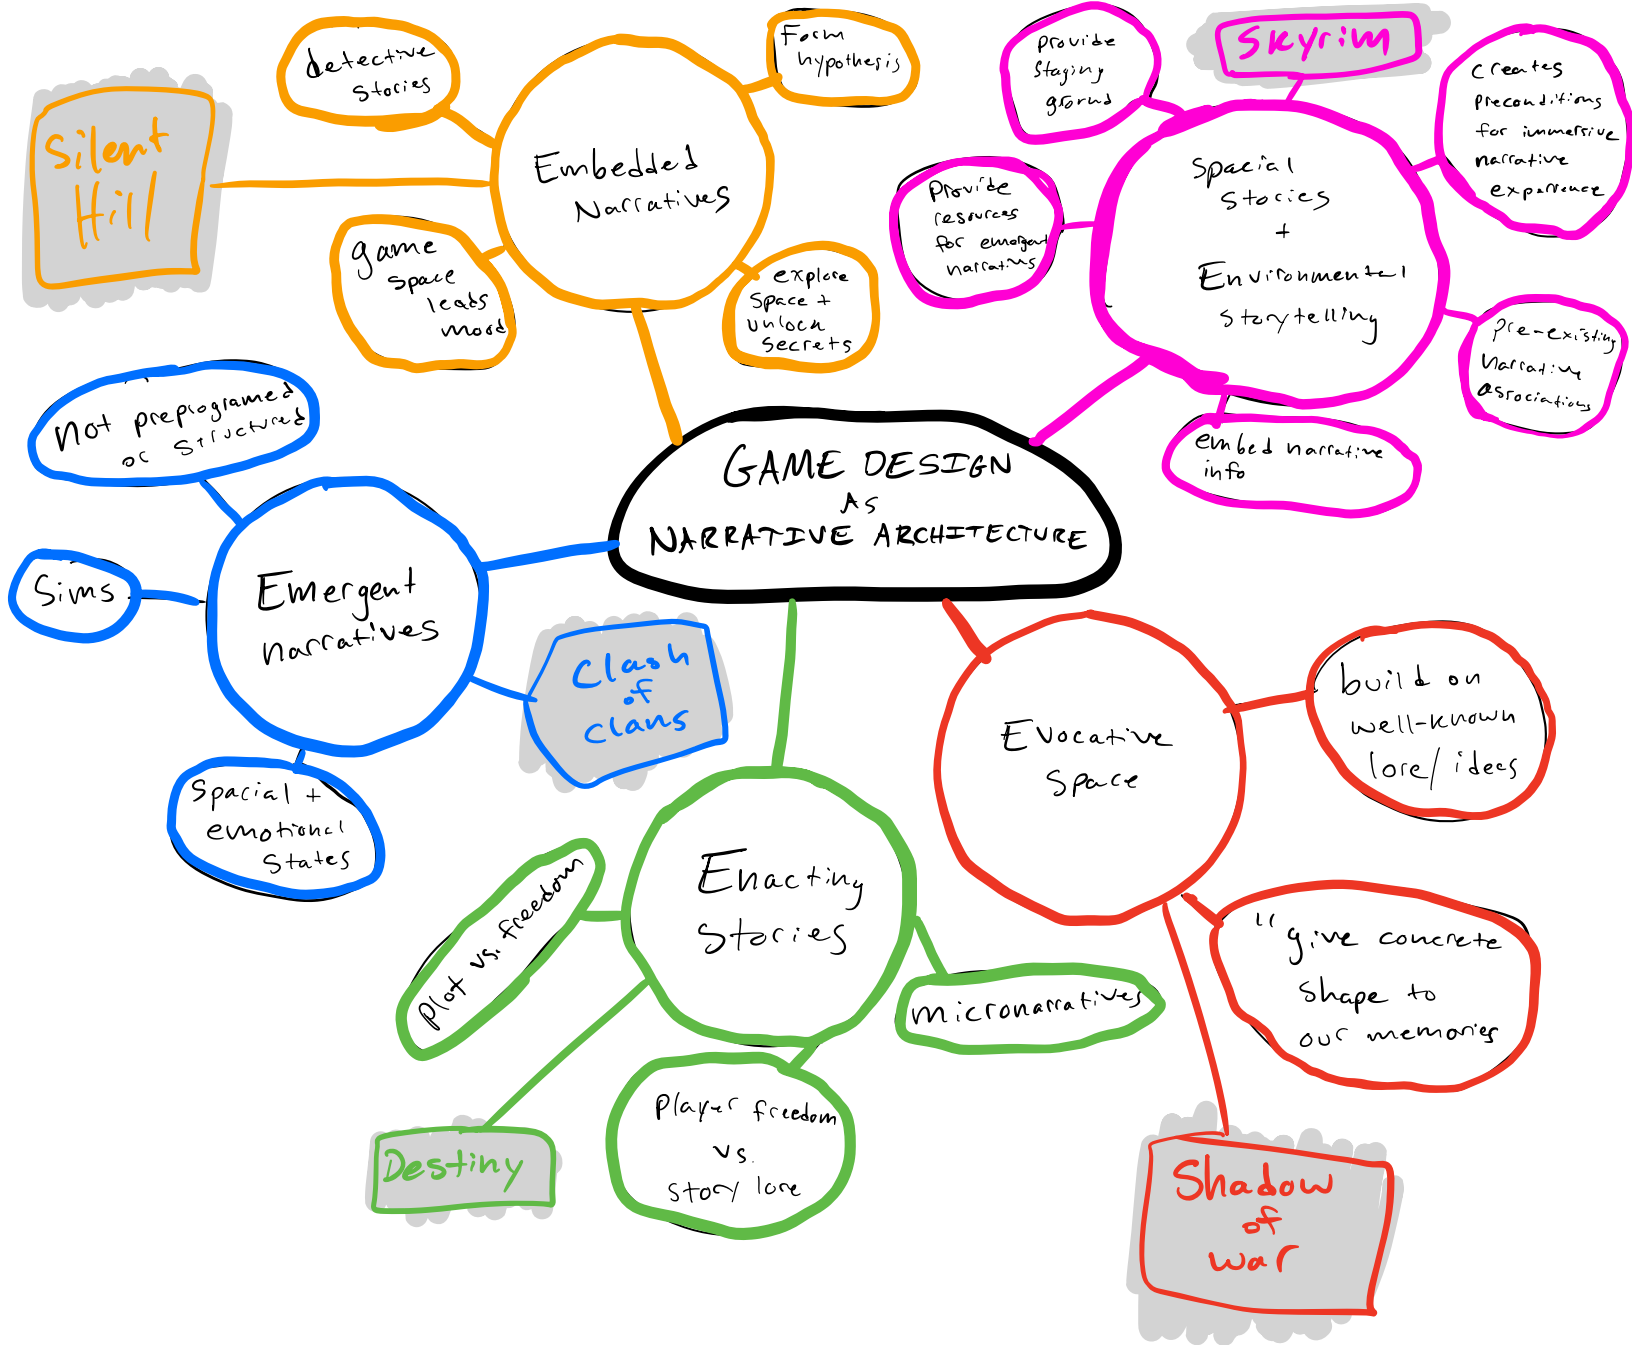 GAME DESIGN
AS
NARRATIVE ARCHITECTURE
Embedded
Narratives
detective
stories
Form
hypothesis
Silent
Hill
game
space
leads
mood
explore
space +
unlock
secrets
Spacial
Stories
+
Environmental
storytelling
provide
staging
ground
SKyrim
creates
preconditions
for immersive
narrative
experience
Provide
resources
for emergent
narratives
pre-existing
narrative
associations
embed narrative
info
Emergent
narratives
not preprogramed
or structured
Sims
Clash
of
clans
Spacial +
emotional
states
Enacting
Stories
plot vs. freedom
micronarratives
Destiny
player freedom
vs.
story lore
Evocative
Space
build on
well-known
lore/ideas
"give concrete
shape to
our memories
Shadow
of
war